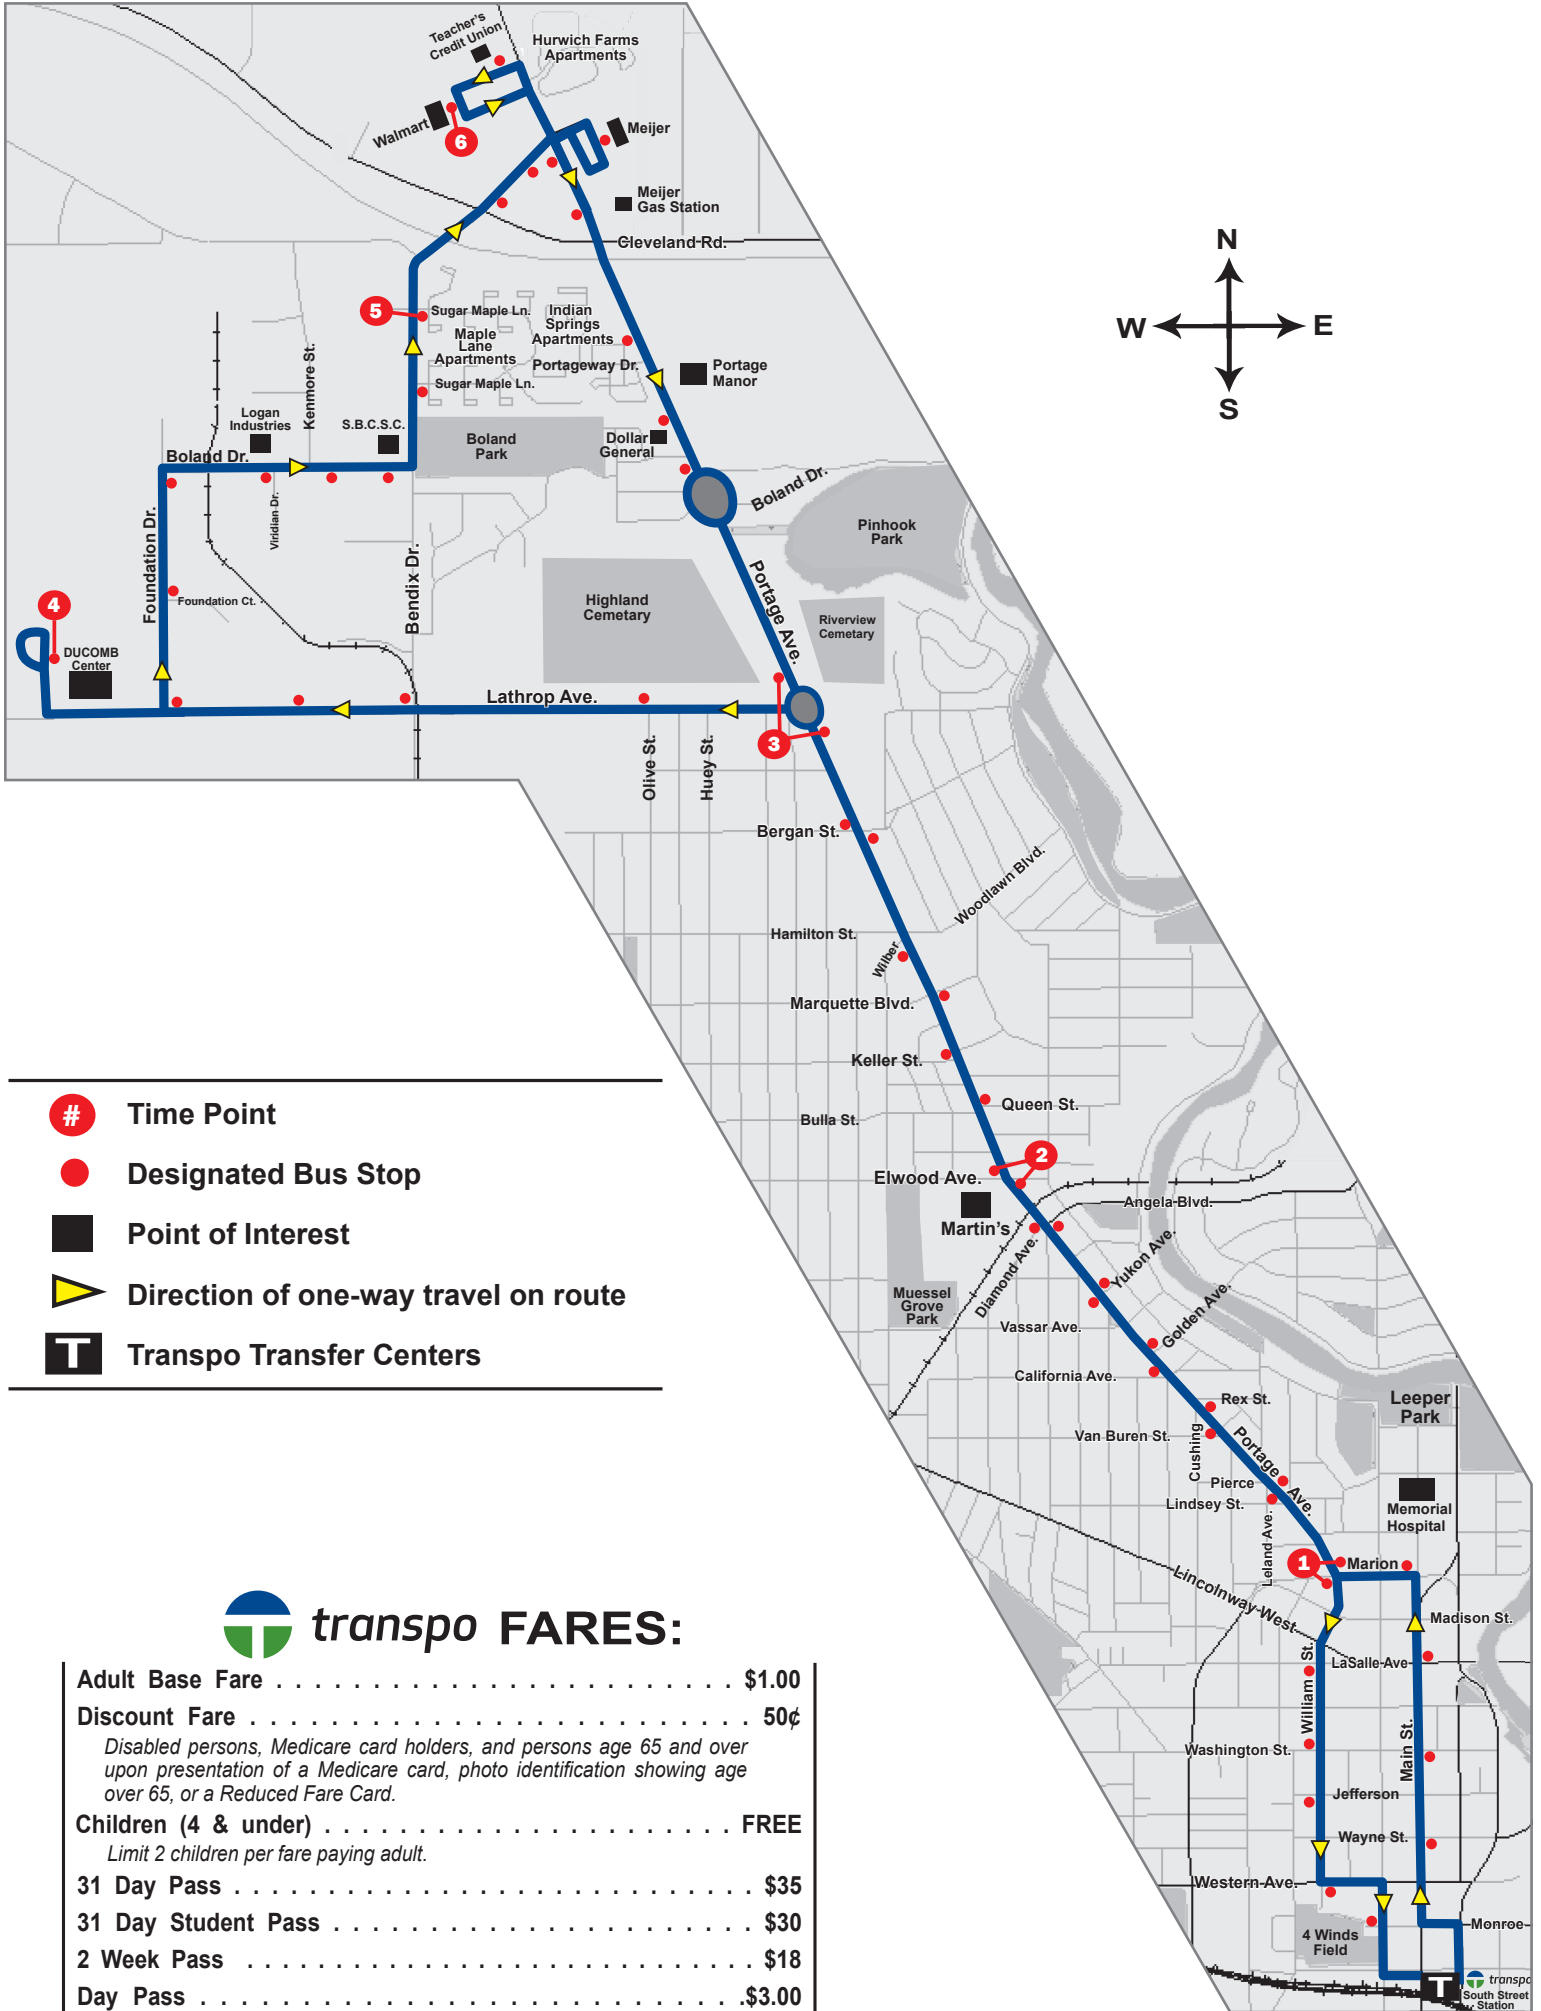 Teacher's
Credit Union
Hurwich Farms
Apartments
Walmart
6
Meijer
Meijer
Gas Station
Cleveland Rd.
N
W
E
S
5
Sugar Maple Ln.
Maple
Lane
Apartments
Indian
Springs
Apartments
Portageway Dr.
Portage
Manor
Sugar Maple Ln.
Kenmore St.
Logan
Industries
S.B.C.S.C.
Boland
Park
Dollar
General
Boland Dr.
Boland Dr.
Viridian Dr.
Pinhook
Park
Foundation Dr.
Bendix Dr.
Portage Ave.
4
Foundation Ct.
Highland
Cemetary
Riverview
Cemetary
DUCOMB
Center
Lathrop Ave.
3
Olive St.
Huey St.
Bergan St.
Woodlawn Blvd.
Hamilton St.
Wilber
Marquette Blvd.
Keller St.
Queen St.
Bulla St.
2
Elwood Ave.
Angela Blvd.
Martin's
Diamond Ave.
Yukon Ave.
Muessel
Grove
Park
Golden Ave.
Vassar Ave.
California Ave.
Rex St.
Leeper
Park
Van Buren St.
Cushing
Portage
Ave.
Pierce
Lindsey St.
Leland Ave.
Memorial
Hospital
1
Marion
Lincolnway West
Madison St.
William St.
LaSalle Ave
Main St.
Washington St.
Jefferson
Wayne St.
Western Ave.
4 Winds
Field
Monroe
T
transpo
South Street
Station
# Time Point
Designated Bus Stop
Point of Interest
Direction of one-way travel on route
T Transpo Transfer Centers
transpo FARES:
Adult Base Fare . . . . . . . . . . . . . . . . . . . . . . . $1.00
Discount Fare . . . . . . . . . . . . . . . . . . . . . . . . . 50¢
Disabled persons, Medicare card holders, and persons age 65 and over
upon presentation of a Medicare card, photo identification showing age
over 65, or a Reduced Fare Card.
Children (4 & under) . . . . . . . . . . . . . . . . . . . . FREE
Limit 2 children per fare paying adult.
31 Day Pass . . . . . . . . . . . . . . . . . . . . . . . . . . $35
31 Day Student Pass . . . . . . . . . . . . . . . . . . . . . $30
2 Week Pass . . . . . . . . . . . . . . . . . . . . . . . . . $18
Day Pass . . . . . . . . . . . . . . . . . . . . . . . . . . .$3.00